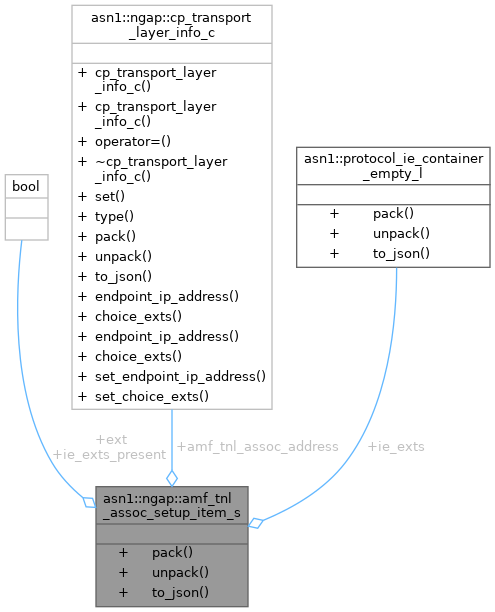 asn1::ngap::cp_transport
_layer_info_c
+ cp_transport_layer
_info_c()
+ cp_transport_layer
_info_c()
+ operator=()
+ ~cp_transport_layer
_info_c()
+ set()
+ type()
+ pack()
+ unpack()
+ to_json()
+ endpoint_ip_address()
+ choice_exts()
+ endpoint_ip_address()
+ choice_exts()
+ set_endpoint_ip_address()
+ set_choice_exts()
bool
asn1::protocol_ie_container
_empty_l
+ pack()
+ unpack()
+ to_json()
+ext
+ie_exts_present
+amf_tnl_assoc_address
+ie_exts
asn1::ngap::amf_tnl
_assoc_setup_item_s
+ pack()
+ unpack()
+ to_json()